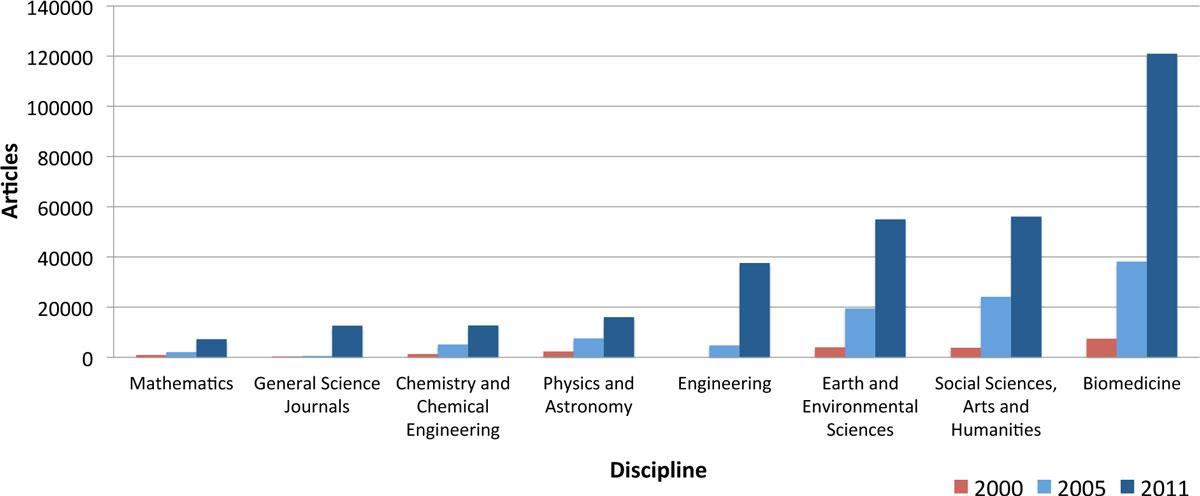 140000
120000
100000
80000
60000
40000
20000
0
Articles
Mathematics
General Science
Journals
Chemistry and
Chemical
Engineering
Physics and
Astronomy
Engineering
Earth and
Environmental
Sciences
Social Sciences,
Arts and
Humanities
Biomedicine
Discipline
2000 2005 2011